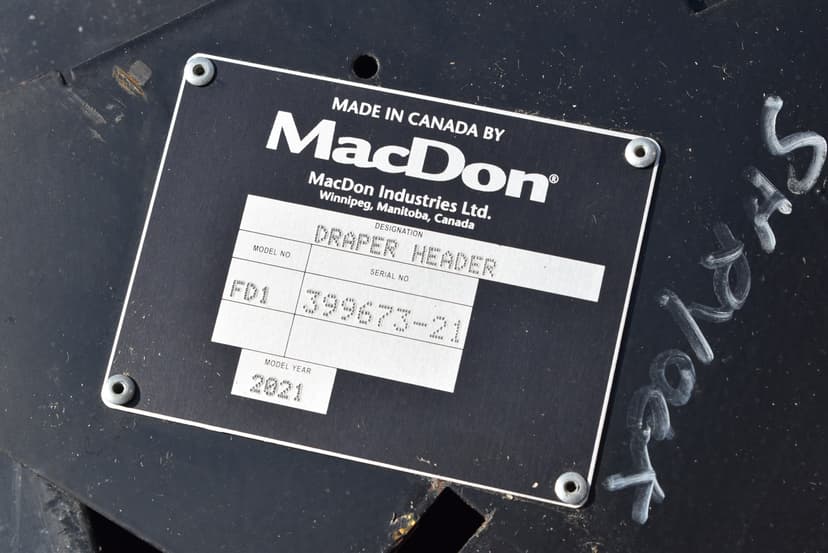 MADE IN CANADA BY
MacDon®
MacDon Industries Ltd.
Winnipeg, Manitoba, Canada
DESIGNATION
DRAPER HEADER
MODEL NO.
SERIAL NO
FD1
399673-21
MODEL YEAR
2021